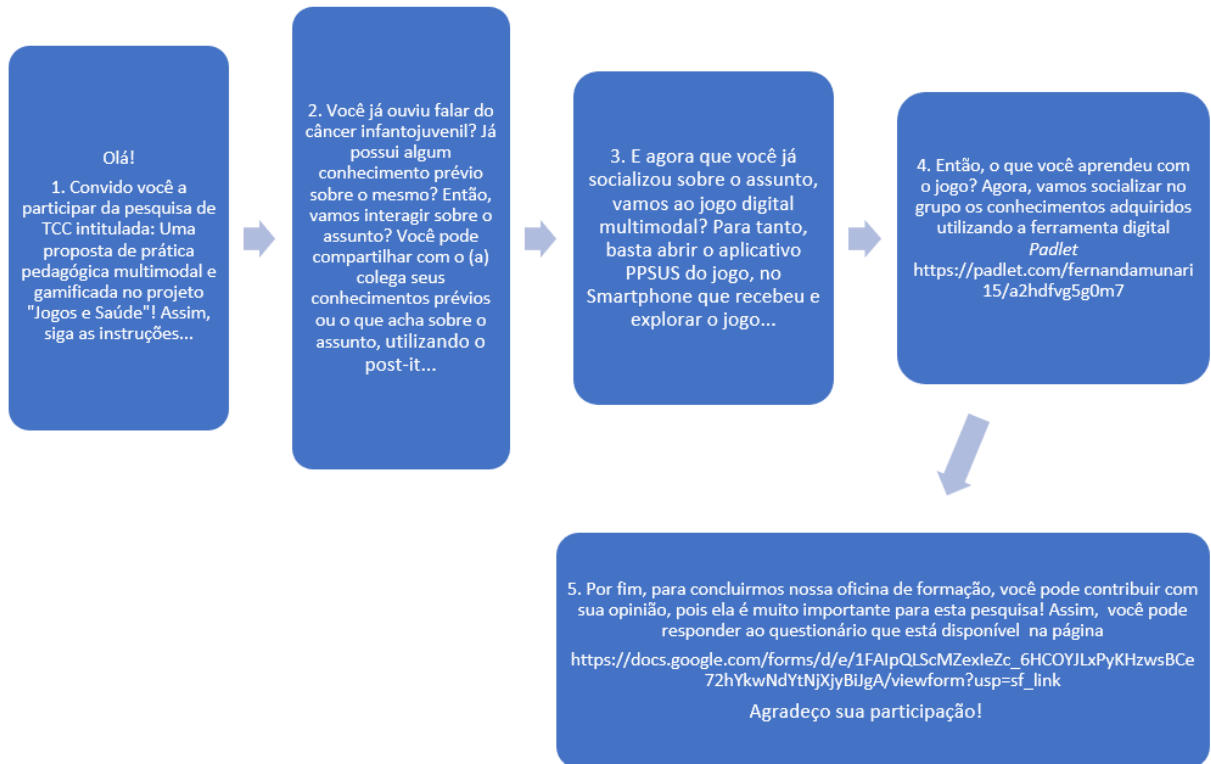 Olá!
1. Convido você a
participar da pesquisa de
TCC intitulada: Uma
proposta de prática
pedagógica multimodal e
gamificada no projeto
"Jogos e Saúde"! Assim,
siga as instruções...
2. Você já ouviu falar do
câncer infantojuvenil? Já
possui algum
conhecimento prévio
sobre o mesmo? Então,
vamos interagir sobre o
assunto? Você pode
compartilhar com o (a)
colega seus
conhecimentos prévios
ou o que acha sobre o
assunto, utilizando o
post-it...
3. E agora que você já
socializou sobre o assunto,
vamos ao jogo digital
multimodal? Para tanto,
basta abrir o aplicativo
PPSUS do jogo, no
Smartphone que recebeu e
explorar o jogo...
4. Então, o que você aprendeu com
o jogo? Agora, vamos socializar no
grupo os conhecimentos adquiridos
utilizando a ferramenta digital
Padlet
https://padlet.com/fernandamunari
15/a2hdfvg5g0m7
5. Por fim, para concluirmos nossa oficina de formação, você pode contribuir com
sua opinião, pois ela é muito importante para esta pesquisa! Assim, você pode
responder ao questionário que está disponível na página
https://docs.google.com/forms/d/e/1FAIpQLScMZexIeZc_6HCOYJLxPyKHzwsBCe
72hYkwNdYtNjXjyBiJgA/viewform?usp=sf_link
Agradeço sua participação!